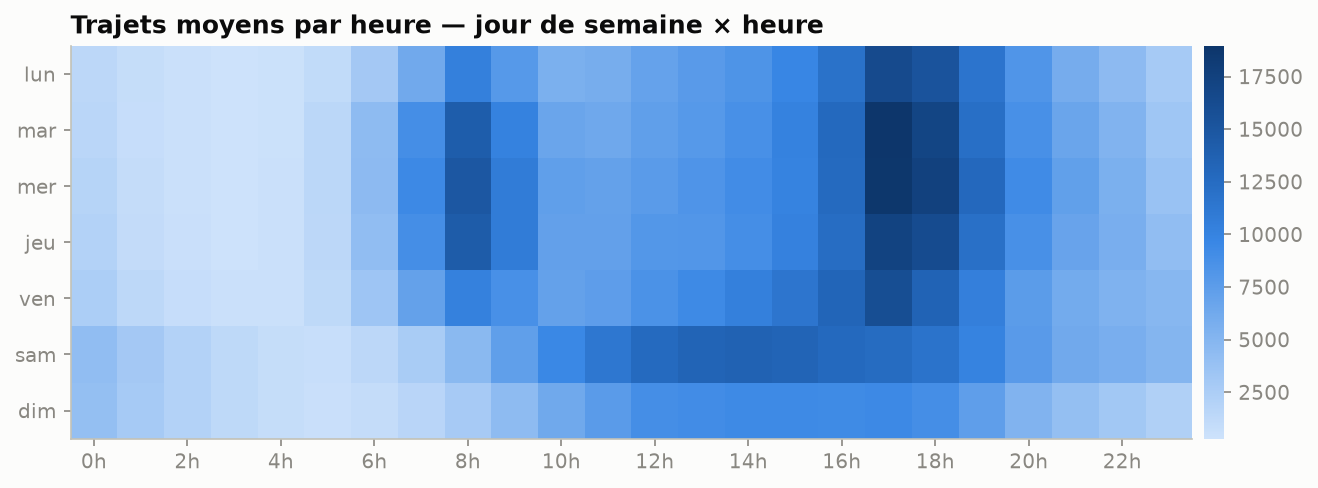 Trajets moyens par heure — jour de semaine × heure
lun
mar
mer
jeu
ven
sam
dim
0h 2h 4h 6h 8h 10h 12h 14h 16h 18h 20h 22h
17500
15000
12500
10000
7500
5000
2500